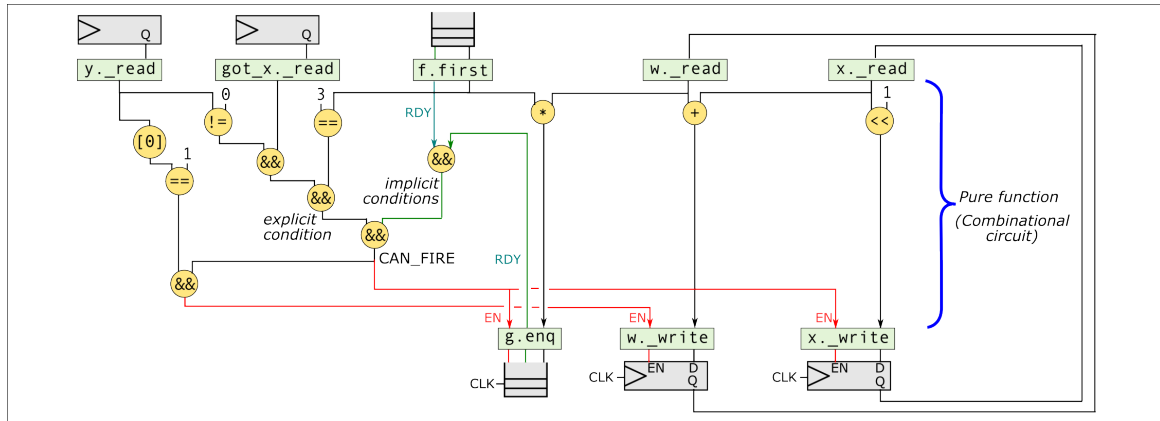 Q
Q
y._read
got_x._read
f.first
w._read
x._read
0
3
1
!=
==
RDY
*
+
<<
[0]
1
&&
&&
==
implicit
conditions
&&
explicit
condition
&&
Pure function
(Combinational
circuit)
CAN_FIRE
RDY
&&
EN
EN
EN
g.enq
w._write
x._write
CLK
CLK
EN
D
Q
CLK
EN
D
Q